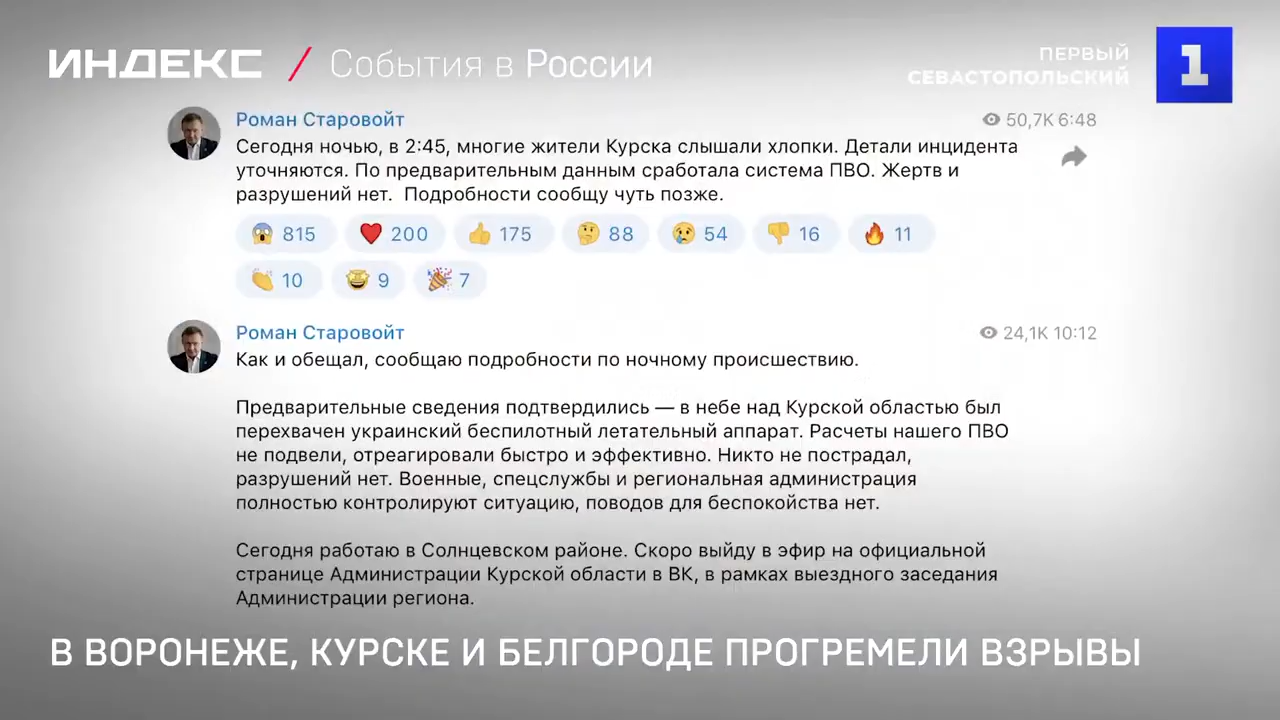 ИНДЕКС / События в России
ПЕРВЫЙ
СЕВАСТОПОЛЬСКИЙ
1
Роман Старовойт
50,7K 6:48
Сегодня ночью, в 2:45, многие жители Курска слышали хлопки. Детали инцидента
уточняются. По предварительным данным сработала система ПВО. Жертв и
разрушений нет. Подробности сообщу чуть позже.
815 200 175 88 54 16 11
10 9 7
Роман Старовойт
24,1K 10:12
Как и обещал, сообщаю подробности по ночному происшествию.
Предварительные сведения подтвердились — в небе над Курской областью был
перехвачен украинский беспилотный летательный аппарат. Расчеты нашего ПВО
не подвели, отреагировали быстро и эффективно. Никто не пострадал,
разрушений нет. Военные, спецслужбы и региональная администрация
полностью контролируют ситуацию, поводов для беспокойства нет.
Сегодня работаю в Солнцевском районе. Скоро выйду в эфир на официальной
странице Администрации Курской области в ВК, в рамках выездного заседания
Администрации региона.
В ВОРОНЕЖЕ, КУРСКЕ И БЕЛГОРОДЕ ПРОГРЕМЕЛИ ВЗРЫВЫ